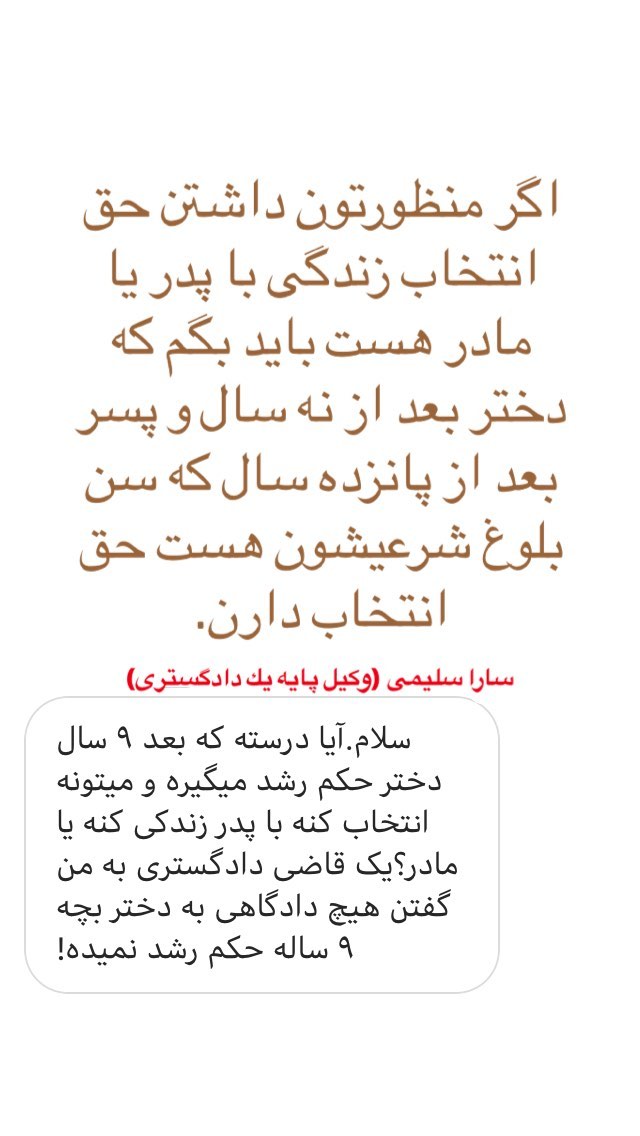 اگر منظورتون داشتن حق
انتخاب زندگی با پدر یا
مادر هست باید بگم که
دختر بعد از نه سال و پسر
بعد از پانزده سال که سن
بلوغ شرعیشون هست حق
انتخاب دارن.
سارا سلیمی (وکیل پایه یك دادگستری)
سلام.آیا درسته که بعد ۹ سال
دختر حکم رشد میگیره و میتونه
انتخاب کنه با پدر زندکی کنه یا
مادر؟یک قاضی دادگستری به من
گفتن هیچ دادگاهی به دختر بچه
۹ ساله حکم رشد نمیده!